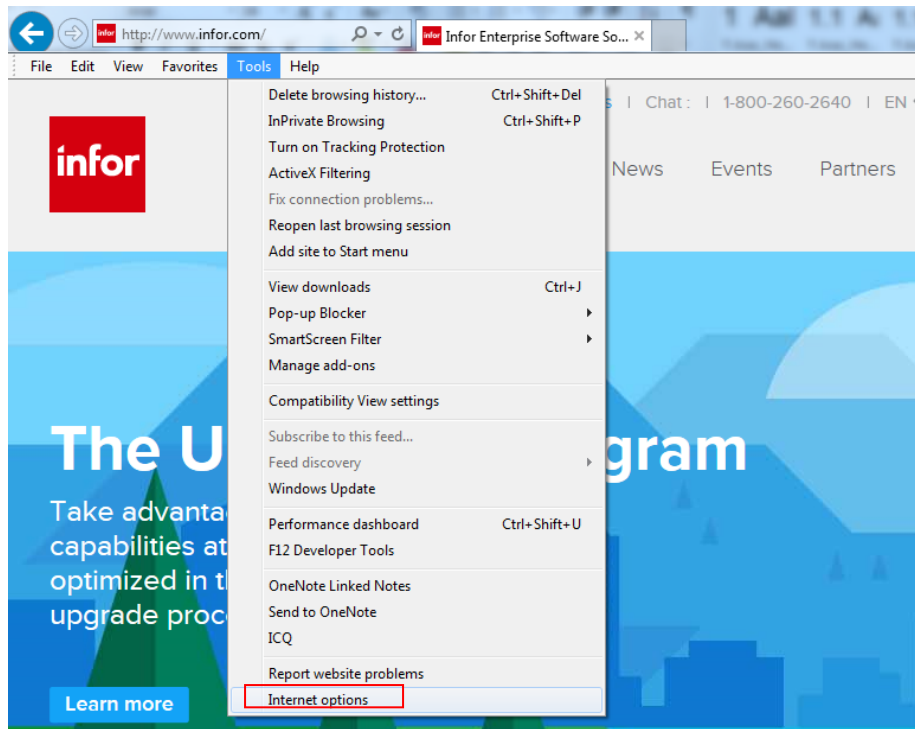 http://www.infor.com/
Infor Enterprise Software So...
File Edit View Favorites Tools Help
Chat : | 1-800-260-2640 | EN
infor
News Events Partners
Delete browsing history... Ctrl+Shift+Del
InPrivate Browsing Ctrl+Shift+P
Turn on Tracking Protection
ActiveX Filtering
Fix connection problems...
Reopen last browsing session
Add site to Start menu
View downloads Ctrl+J
Pop-up Blocker
SmartScreen Filter
Manage add-ons
Compatibility View settings
Subscribe to this feed...
Feed discovery
Windows Update
Performance dashboard Ctrl+Shift+U
F12 Developer Tools
OneNote Linked Notes
Send to OneNote
ICQ
Report website problems
Internet options
The U gram
Take advanta
capabilities at
optimized in t
upgrade proc
Learn more